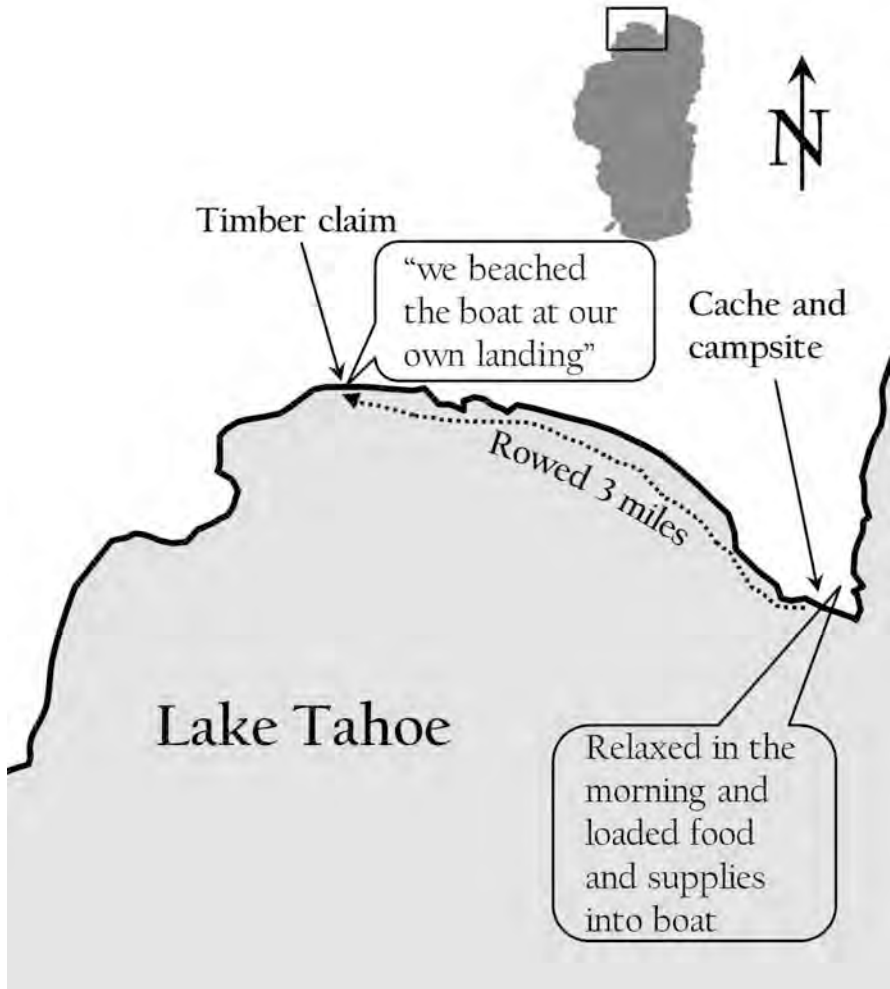 N
Timber claim
“we beached
the boat at our
own landing”
Cache and
campsite
Rowed 3 miles
Lake Tahoe
Relaxed in the
morning and
loaded food
and supplies
into boat